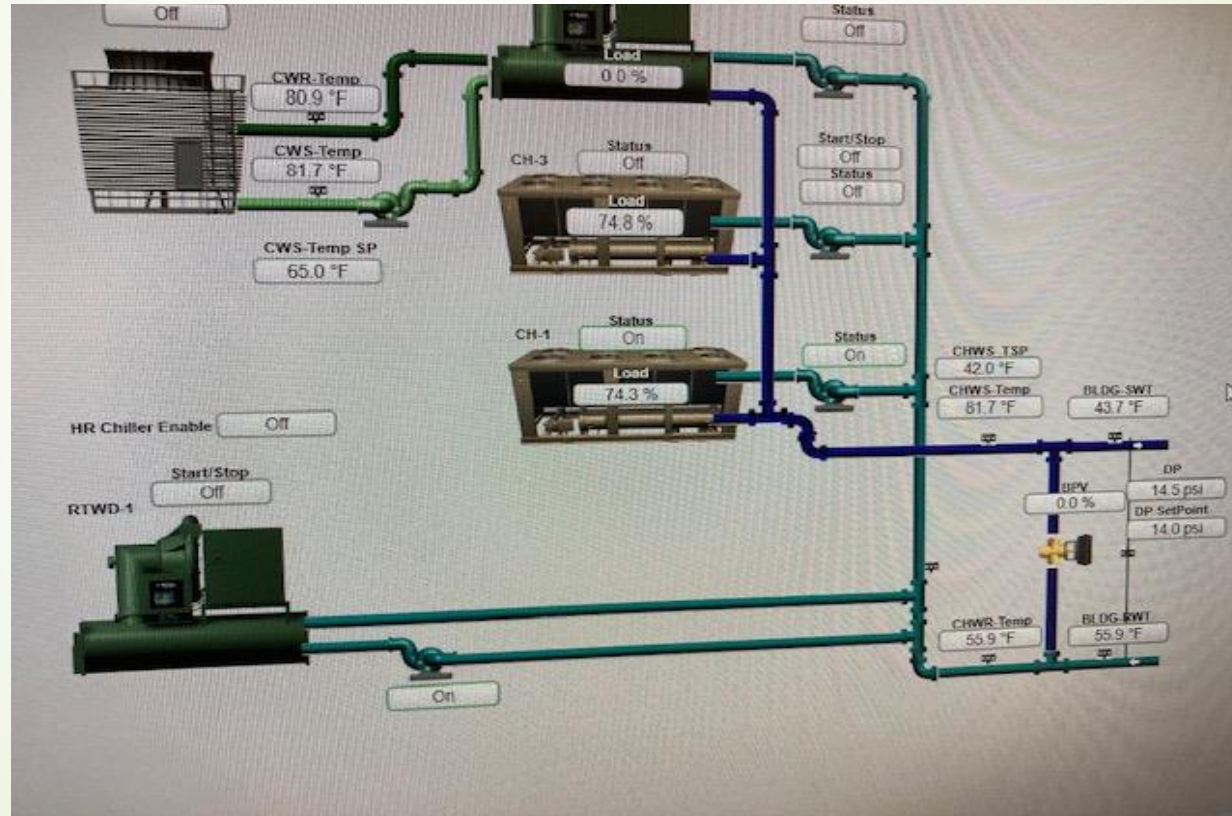 Off
Status
Off
Load
0.0 %
CWR-Temp
80.9 °F
CWS-Temp
81.7 °F
CWS-Temp SP
65.0 °F
CH-3
Status
Off
Load
74.8 %
Start/Stop
Off
Status
Off
CH-1
Status
On
Load
74.3 %
Status
On
CHWS_TSP
42.0 °F
CHWS-Temp
81.7 °F
BLDG-SWT
43.7 °F
HR Chiller Enable
Off
Start/Stop
Off
RTWD-1
BPV
0.0 %
DP
14.5 psi
DP SetPoint
14.0 psi
CHWR-Temp
55.9 °F
BLDG-RWT
55.9 °F
On